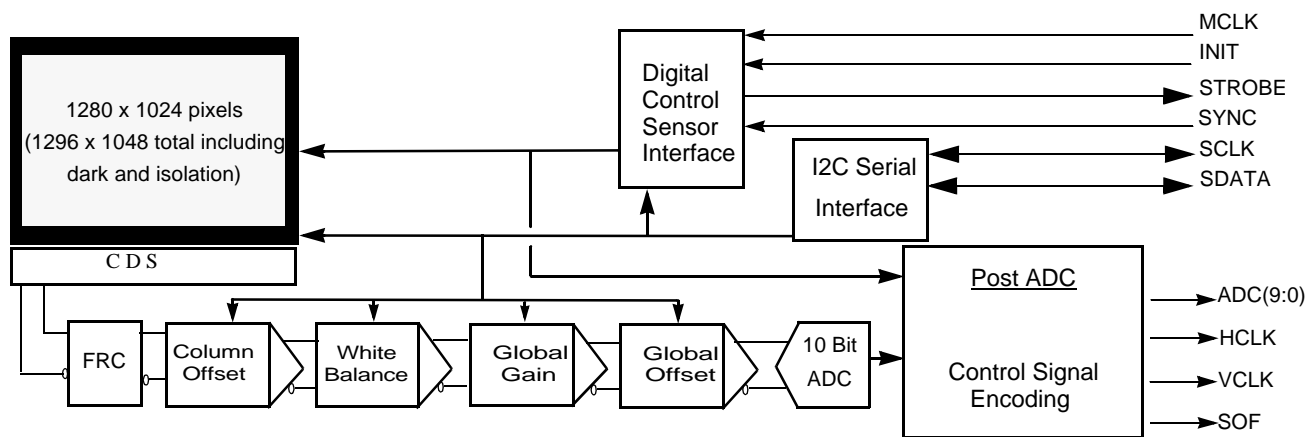 MCLK
INIT
STROBE
SYNC
SCLK
SDATA
Digital
Control
Sensor
Interface
1280 x 1024 pixels
(1296 x 1048 total including
dark and isolation)
I2C Serial
Interface
C D S
Post ADC
Control Signal
Encoding
ADC(9:0)
HCLK
VCLK
SOF
FRC
Column
Offset
White
Balance
Global
Gain
Global
Offset
10 Bit
ADC